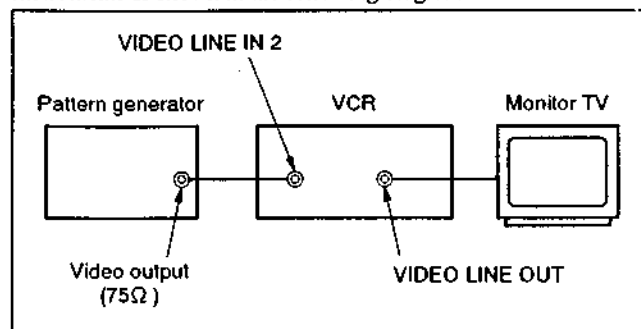 VIDEO LINE IN 2
Pattern generator
VCR
Monitor TV
Video output
(75Ω)
VIDEO LINE OUT